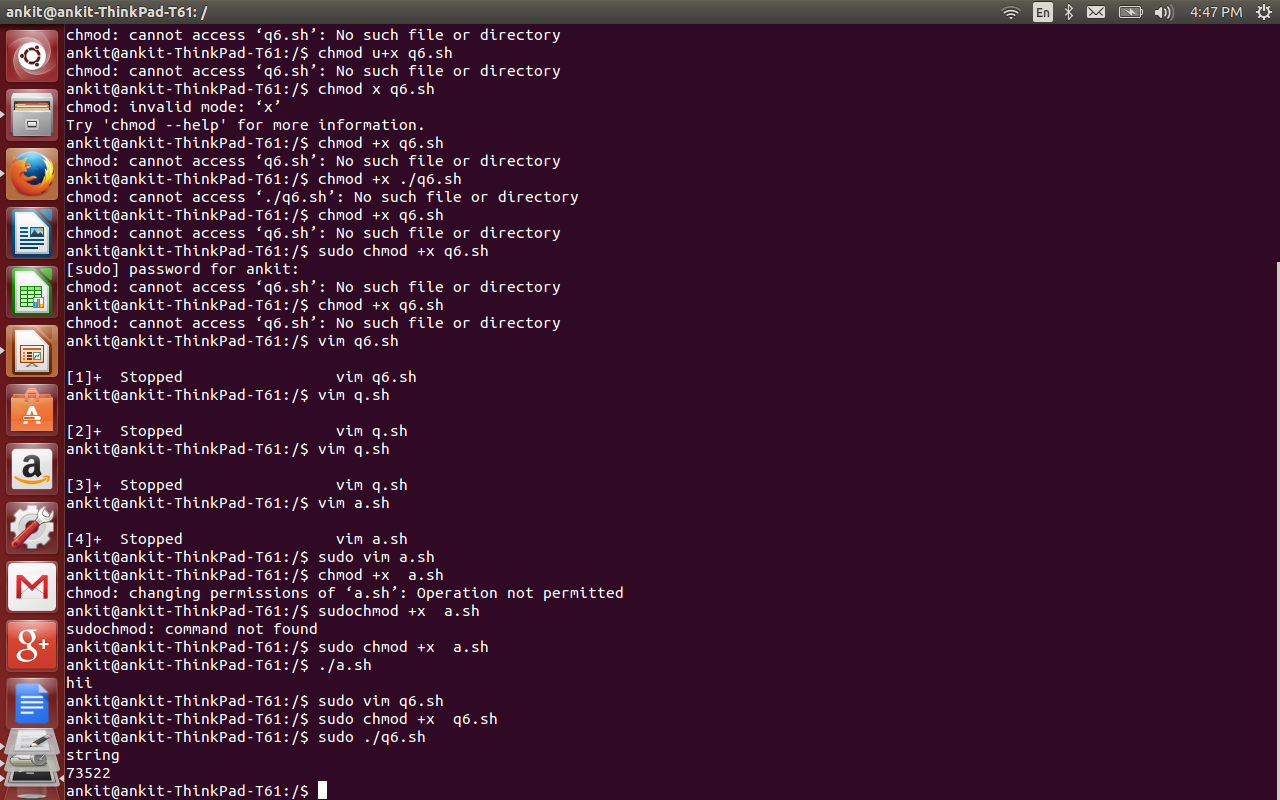 ankit@ankit-ThinkPad-T61: /
En
4:47 PM
chmod: cannot access ‘q6.sh’: No such file or directory
ankit@ankit-ThinkPad-T61:/$ chmod u+x q6.sh
chmod: cannot access ‘q6.sh’: No such file or directory
ankit@ankit-ThinkPad-T61:/$ chmod x q6.sh
chmod: invalid mode: ‘x’
Try 'chmod --help' for more information.
ankit@ankit-ThinkPad-T61:/$ chmod +x q6.sh
chmod: cannot access ‘q6.sh’: No such file or directory
ankit@ankit-ThinkPad-T61:/$ chmod +x ./q6.sh
chmod: cannot access ‘./q6.sh’: No such file or directory
ankit@ankit-ThinkPad-T61:/$ chmod +x q6.sh
chmod: cannot access ‘q6.sh’: No such file or directory
ankit@ankit-ThinkPad-T61:/$ sudo chmod +x q6.sh
[sudo] password for ankit:
chmod: cannot access ‘q6.sh’: No such file or directory
ankit@ankit-ThinkPad-T61:/$ chmod +x q6.sh
chmod: cannot access ‘q6.sh’: No such file or directory
ankit@ankit-ThinkPad-T61:/$ vim q6.sh
[1]+  Stopped                 vim q6.sh
ankit@ankit-ThinkPad-T61:/$ vim q.sh
[2]+  Stopped                 vim q.sh
ankit@ankit-ThinkPad-T61:/$ vim q.sh
[3]+  Stopped                 vim q.sh
ankit@ankit-ThinkPad-T61:/$ vim a.sh
[4]+  Stopped                 vim a.sh
ankit@ankit-ThinkPad-T61:/$ sudo vim a.sh
ankit@ankit-ThinkPad-T61:/$ chmod +x  a.sh
chmod: changing permissions of ‘a.sh’: Operation not permitted
ankit@ankit-ThinkPad-T61:/$ sudochmod +x  a.sh
sudochmod: command not found
ankit@ankit-ThinkPad-T61:/$ sudo chmod +x  a.sh
ankit@ankit-ThinkPad-T61:/$ ./a.sh
hii
ankit@ankit-ThinkPad-T61:/$ sudo vim q6.sh
ankit@ankit-ThinkPad-T61:/$ sudo chmod +x  q6.sh
ankit@ankit-ThinkPad-T61:/$ sudo ./q6.sh
string
73522
ankit@ankit-ThinkPad-T61:/$